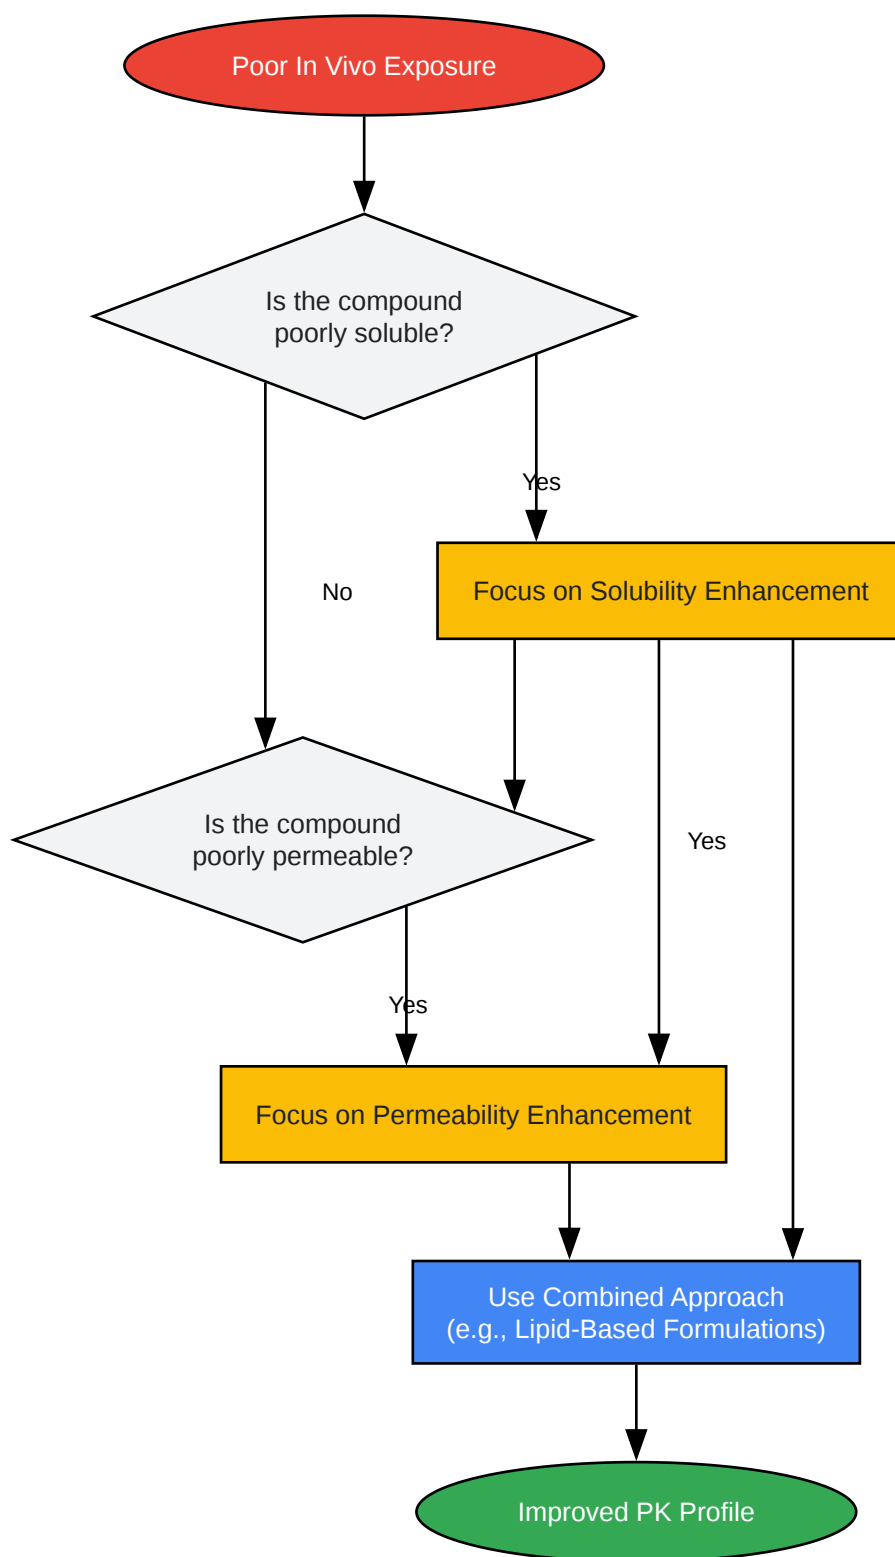 Poor In Vivo Exposure
Is the compound
poorly soluble?
Yes
Focus on Solubility Enhancement
No
Is the compound
poorly permeable?
Yes
Yes
Focus on Permeability Enhancement
Use Combined Approach
(e.g., Lipid-Based Formulations)
Improved PK Profile